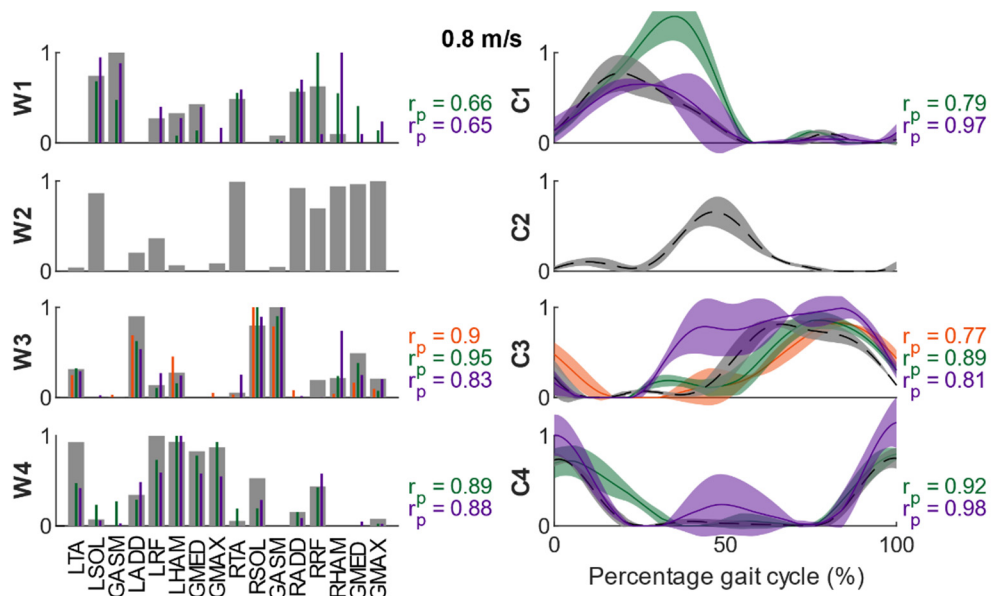 0.8 m/s
W1
1
0
r_p = 0.66
r_p = 0.65
C1
1
0
r_p = 0.79
r_p = 0.97
W2
1
0
C2
1
0
W3
1
0
r_p = 0.9
r_p = 0.95
r_p = 0.83
C3
1
0
r_p = 0.77
r_p = 0.89
r_p = 0.81
W4
1
0
r_p = 0.89
r_p = 0.88
C4
1
0
r_p = 0.92
r_p = 0.98
LTA
LSOL
GASM
LADD
LRF
LHAM
GMED
GMAX
RTA
RSOL
GASM
RADD
RRF
RHAM
GMED
GMAX
0 50 100
Percentage gait cycle (%)